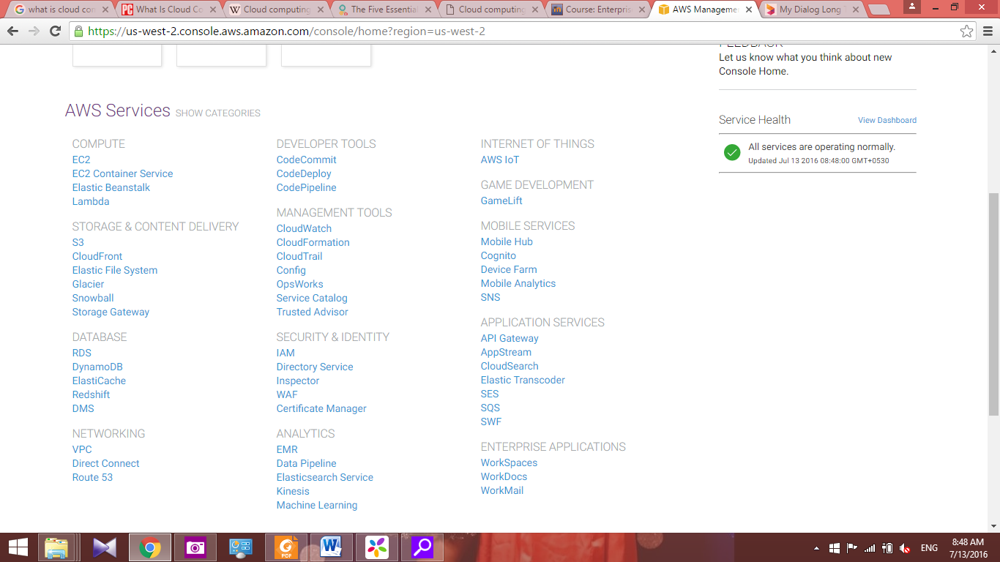 what is cloud con
What Is Cloud Co
Cloud computing
The Five Essentia
Cloud computing
Course: Enterpris
AWS Manageme
My Dialog Long T
https://us-west-2.console.aws.amazon.com/console/home?region=us-west-2
FEEDBACK
Let us know what you think about new
Console Home.
AWS Services SHOW CATEGORIES
Service Health View Dashboard
All services are operating normally.
Updated Jul 13 2016 08:48:00 GMT+0530
COMPUTE
EC2
EC2 Container Service
Elastic Beanstalk
Lambda
STORAGE & CONTENT DELIVERY
S3
CloudFront
Elastic File System
Glacier
Snowball
Storage Gateway
DATABASE
RDS
DynamoDB
ElastiCache
Redshift
DMS
NETWORKING
VPC
Direct Connect
Route 53
DEVELOPER TOOLS
CodeCommit
CodeDeploy
CodePipeline
MANAGEMENT TOOLS
CloudWatch
CloudFormation
CloudTrail
Config
OpsWorks
Service Catalog
Trusted Advisor
SECURITY & IDENTITY
IAM
Directory Service
Inspector
WAF
Certificate Manager
ANALYTICS
EMR
Data Pipeline
Elasticsearch Service
Kinesis
Machine Learning
INTERNET OF THINGS
AWS IoT
GAME DEVELOPMENT
GameLift
MOBILE SERVICES
Mobile Hub
Cognito
Device Farm
Mobile Analytics
SNS
APPLICATION SERVICES
API Gateway
AppStream
CloudSearch
Elastic Transcoder
SES
SQS
SWF
ENTERPRISE APPLICATIONS
WorkSpaces
WorkDocs
WorkMail
PDF
ENG
8:48 AM
7/13/2016